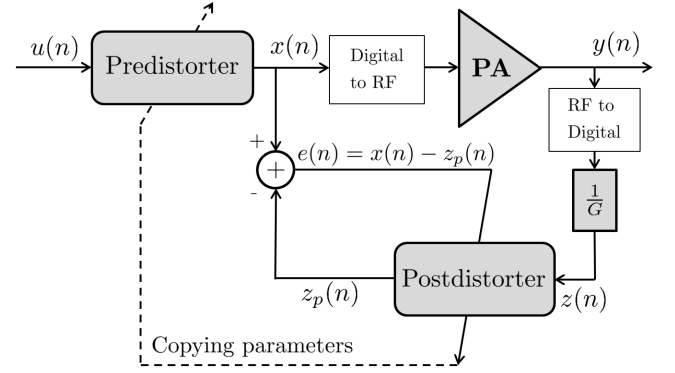 u(n)
Predistorter
x(n)
Digital
to RF
PA
y(n)
RF to
Digital
+
e(n) = x(n) − z_p(n)
+
-
1/G
Postdistorter
z_p(n)
z(n)
Copying parameters